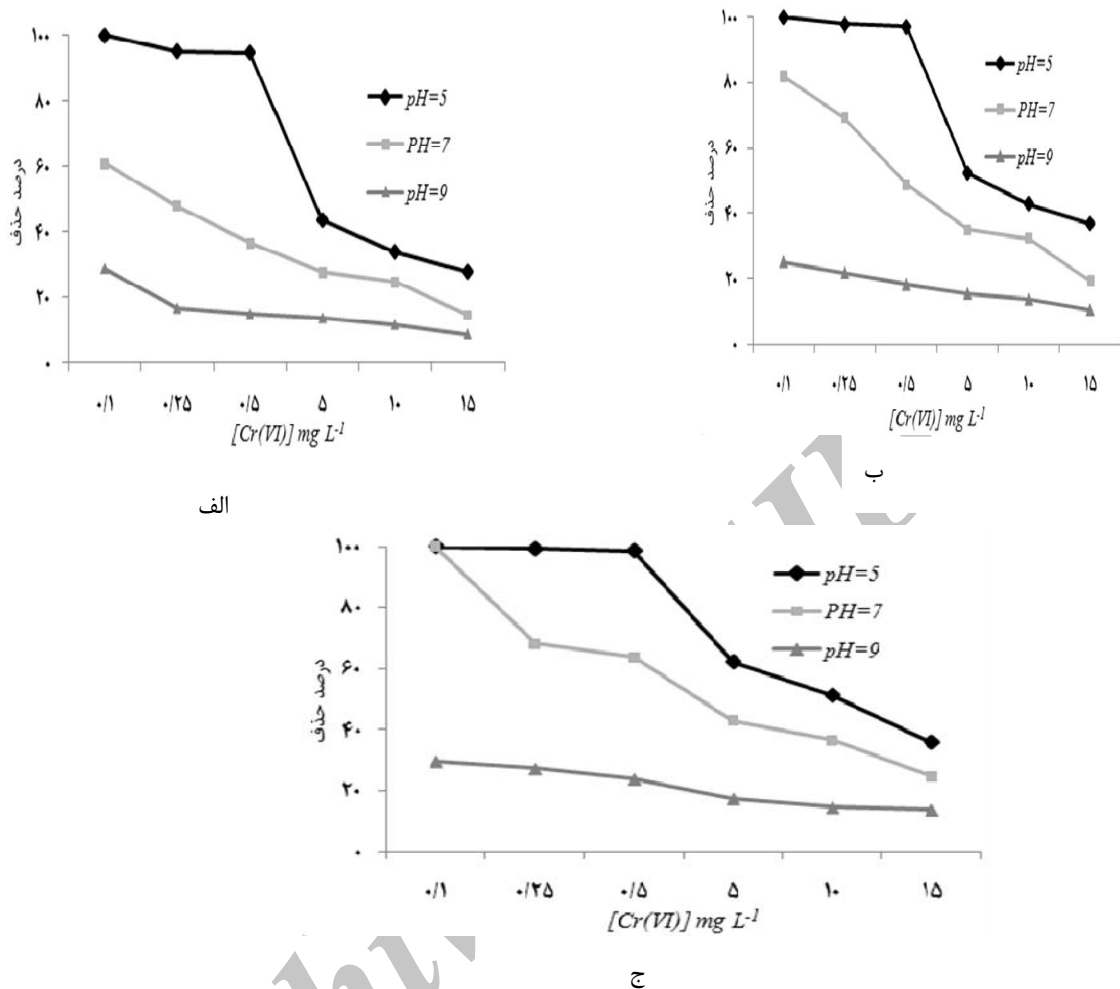 ۱۰۰
۸۰
۶۰
۴۰
۲۰
۰
درصد حذف
pH=5
PH=7
pH=9
۰/۱ ۰/۲۵ ۰/۵ ۵ ۱۰ ۱۵
[Cr(VI)] mg L-1
الف
۱۰۰
۸۰
۶۰
۴۰
۲۰
۰
درصد حذف
pH=5
PH=7
pH=9
۰/۱ ۰/۲۵ ۰/۵ ۵ ۱۰ ۱۵
[Cr(VI)] mg L-1
ب
۱۰۰
۸۰
۶۰
۴۰
۲۰
۰
درصد حذف
pH=5
PH=7
pH=9
۰/۱ ۰/۲۵ ۰/۵ ۵ ۱۰ ۱۵
[Cr(VI)] mg L-1
ج